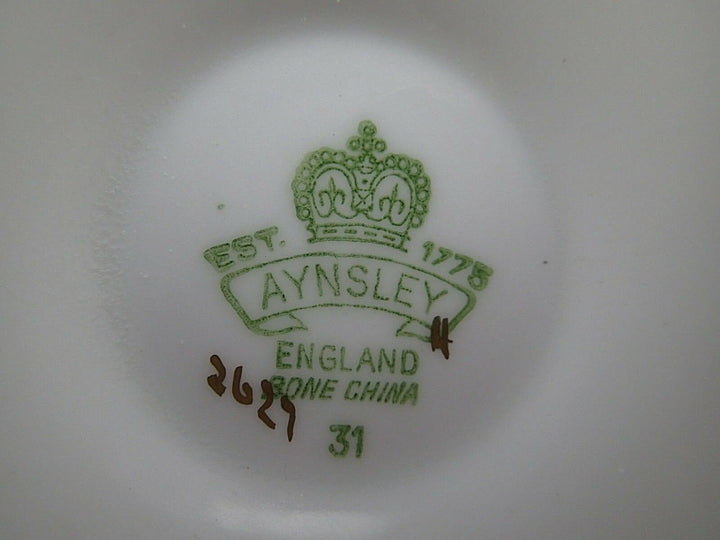 EST. 1775
AYNSLEY
H
ENGLAND
BONE CHINA
2629
31